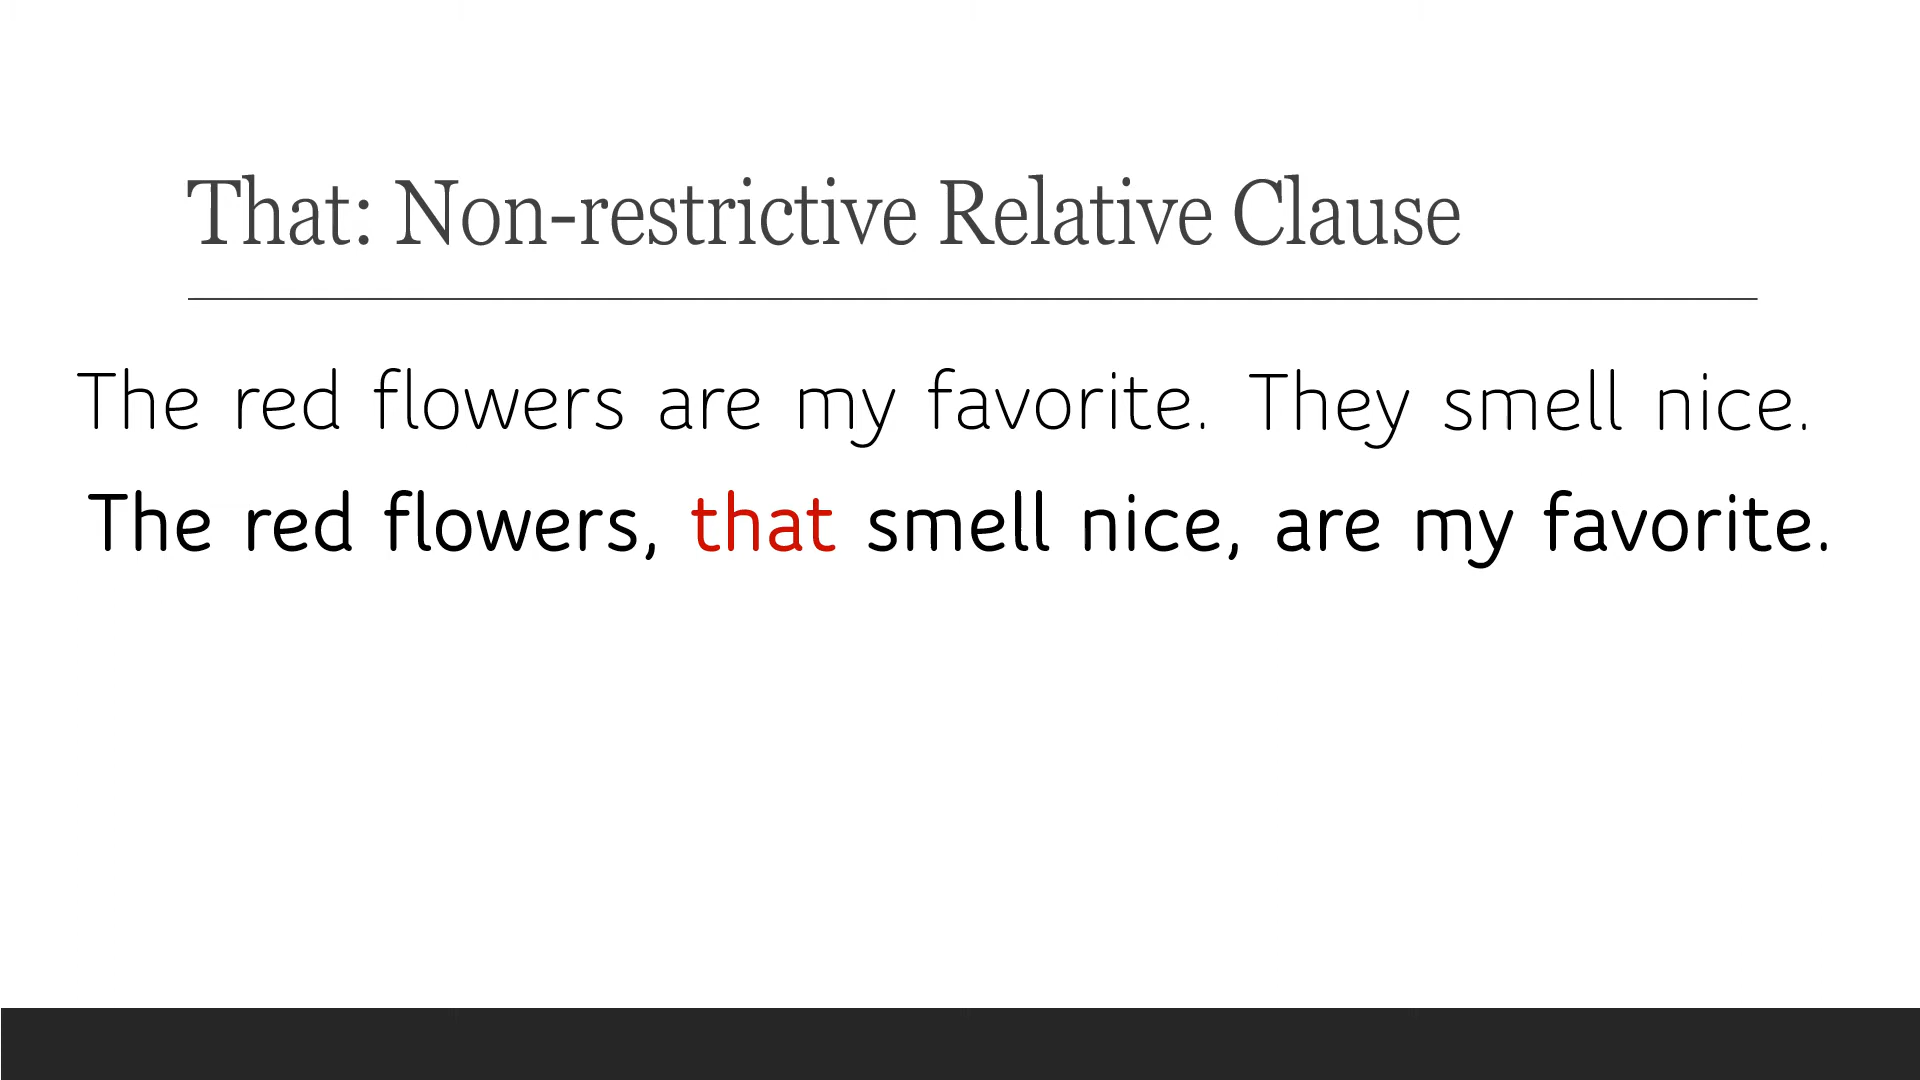 That: Non-restrictive Relative Clause
The red flowers are my favorite. They smell nice.
The red flowers, that smell nice, are my favorite.